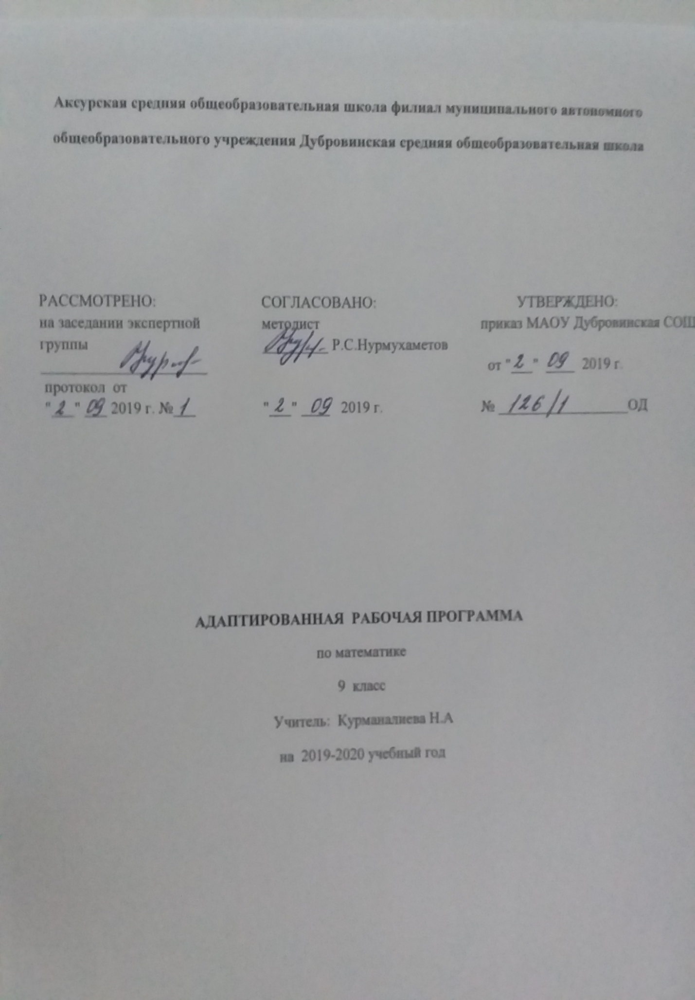 Аксурская средняя общеобразовательная школа филиал муниципального автономного
общеобразовательного учреждения Дубровинская средняя общеобразовательная школа
РАССМОТРЕНО:
на заседании экспертной
группы
протокол от
"2" 09 2019 г. №1
СОГЛАСОВАНО:
методист
Р.С.Нурмухаметов
"2" 09 2019 г.
УТВЕРЖДЕНО:
приказ МАОУ Дубровинская СОШ
от "2" 09 2019 г.
№ 126/1 ОД
АДАПТИРОВАННАЯ РАБОЧАЯ ПРОГРАММА
по математике
9 класс
Учитель: Курманалиева Н.А
на 2019-2020 учебный год